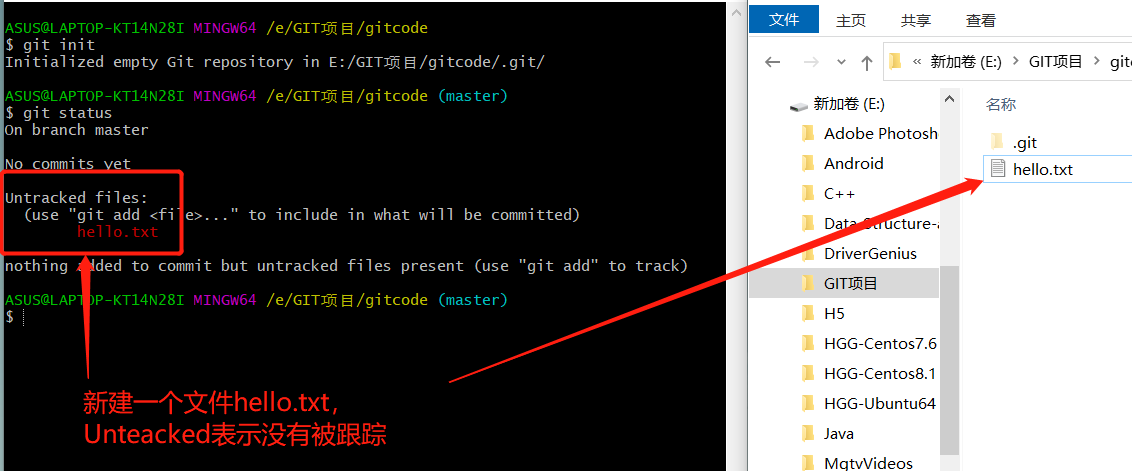 ASUS@LAPTOP-KT14N28I MINGW64 /e/GIT项目/gitcode
$ git init
Initialized empty Git repository in E:/GIT项目/gitcode/.git/
ASUS@LAPTOP-KT14N28I MINGW64 /e/GIT项目/gitcode (master)
$ git status
On branch master
No commits yet
Untracked files:
(use "git add <file>..." to include in what will be committed)
hello.txt
nothing added to commit but untracked files present (use "git add" to track)
ASUS@LAPTOP-KT14N28I MINGW64 /e/GIT项目/gitcode (master)
$
新建一个文件hello.txt,
Unteacked表示没有被跟踪
文件 主页 共享 查看
« 新加卷 (E:) › GIT项目 › gitc
新加卷 (E:)
Adobe Photosh
Android
C++
Data-Structure-a
DriverGenius
GIT项目
H5
HGG-Centos7.6
HGG-Centos8.1
HGG-Ubuntu64
Java
MgtvVideos
名称
.git
hello.txt